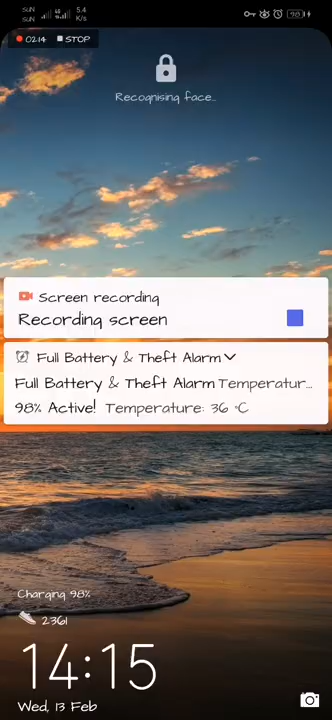 SUN
SUN
5.4
K/s
98
02:14 STOP
Recognising face...
Screen recording
Recording screen
Full Battery & Theft Alarm
Full Battery & Theft Alarm Temperatur...
98% Active! Temperature: 36 °C
Charging 98%
2361
14:15
Wed, 13 Feb